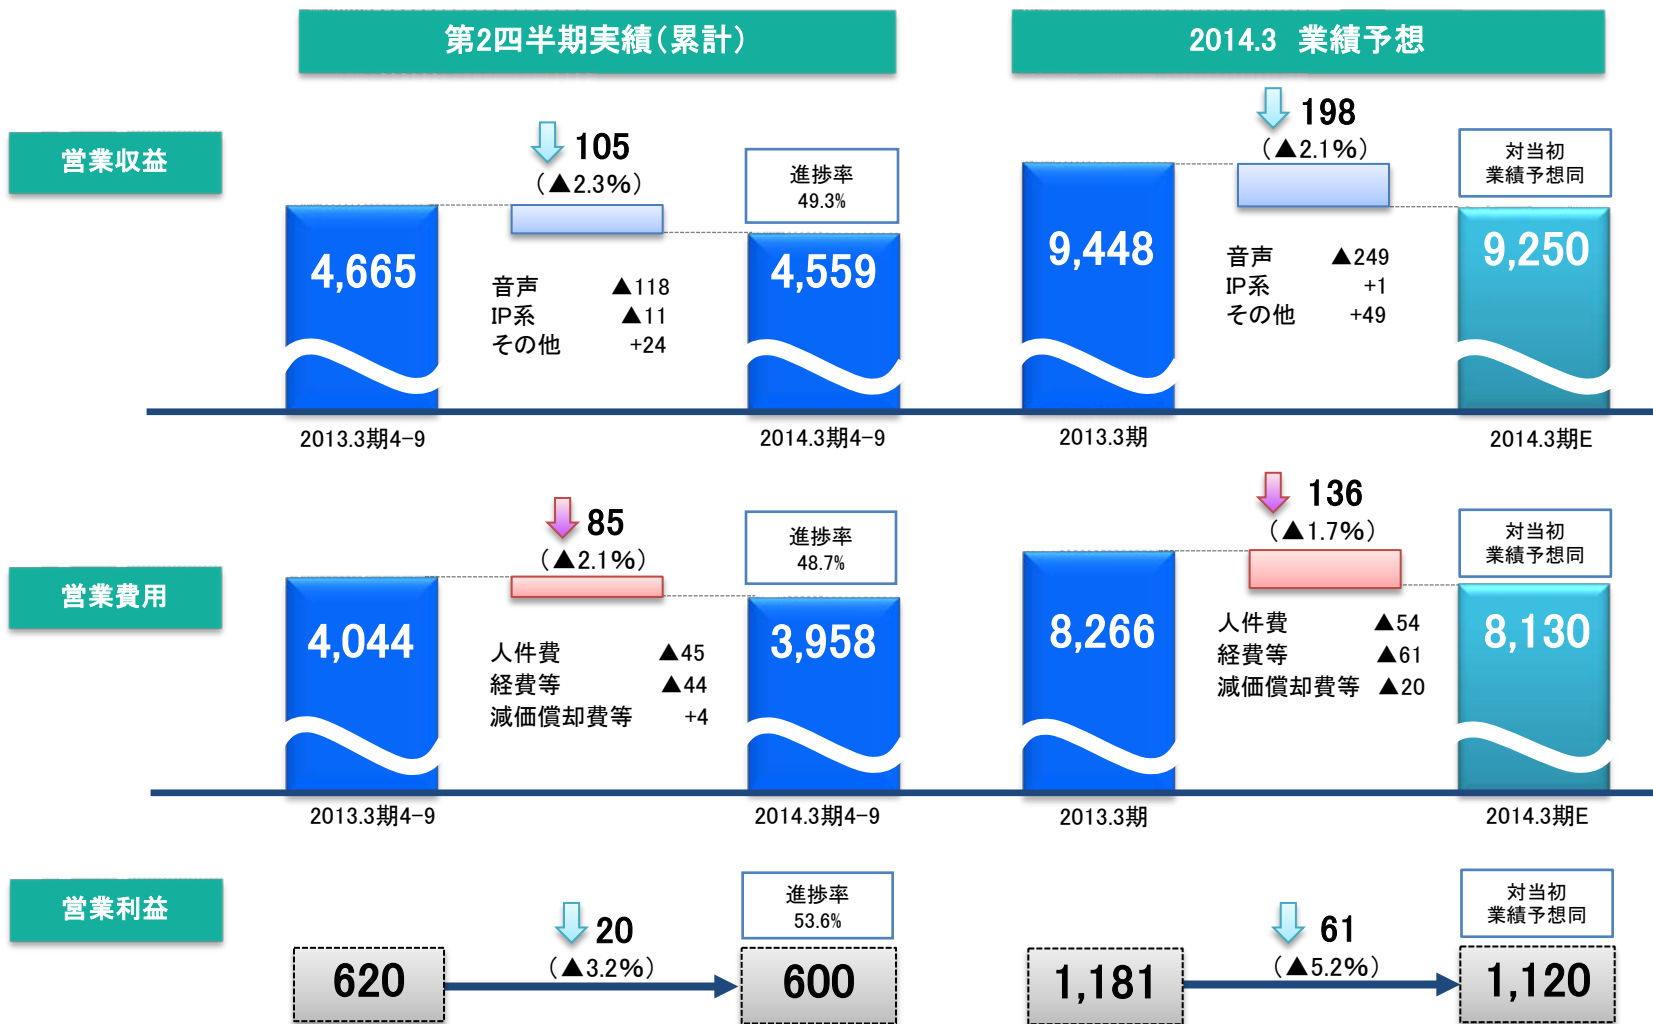 第2四半期実績(累計)
2014.3 業績予想
営業収益
105
(▲2.3%)
進捗率
49.3%
4,665
4,559
音声 ▲118
IP系 ▲11
その他 +24
2013.3期4-9
2014.3期4-9
198
(▲2.1%)
対当初
業績予想同
9,448
9,250
音声 ▲249
IP系 +1
その他 +49
2013.3期
2014.3期E
営業費用
85
(▲2.1%)
進捗率
48.7%
4,044
3,958
人件費 ▲45
経費等 ▲44
減価償却費等 +4
2013.3期4-9
2014.3期4-9
136
(▲1.7%)
対当初
業績予想同
8,266
8,130
人件費 ▲54
経費等 ▲61
減価償却費等 ▲20
2013.3期
2014.3期E
営業利益
20
(▲3.2%)
進捗率
53.6%
620
600
61
(▲5.2%)
対当初
業績予想同
1,181
1,120